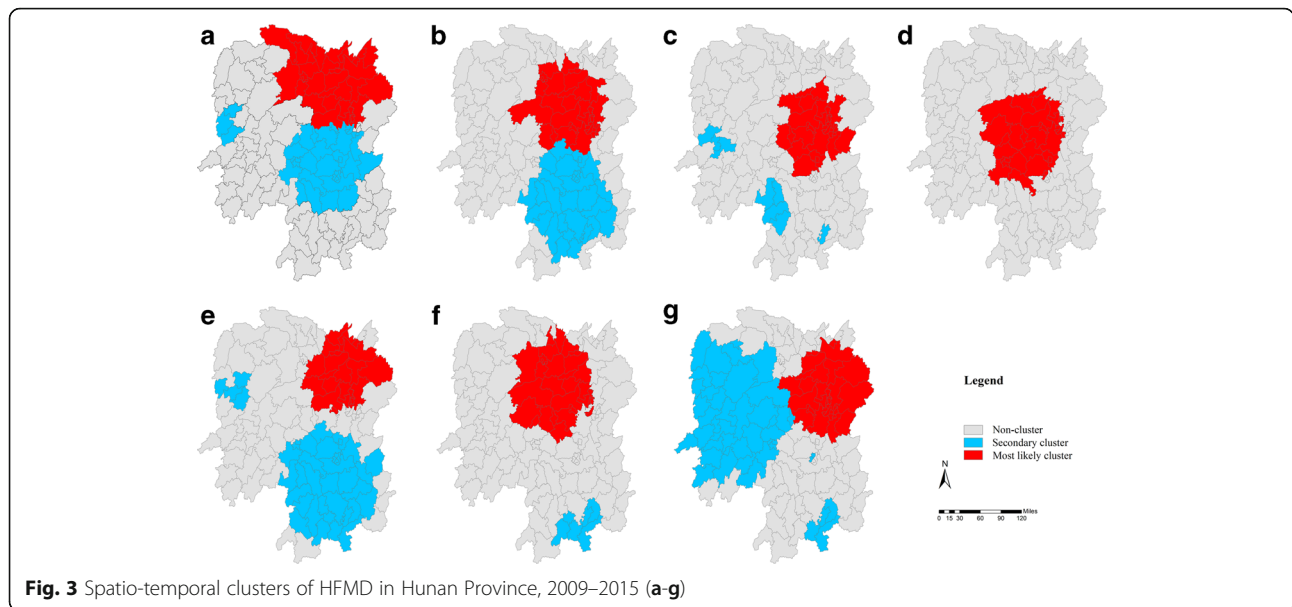 a
b
c
d
e
f
g
Legend
Non-cluster
Secondary cluster
Most likely cluster
N
0 15 30 60 90 120 Miles
Fig. 3 Spatio-temporal clusters of HFMD in Hunan Province, 2009–2015 (a-g)